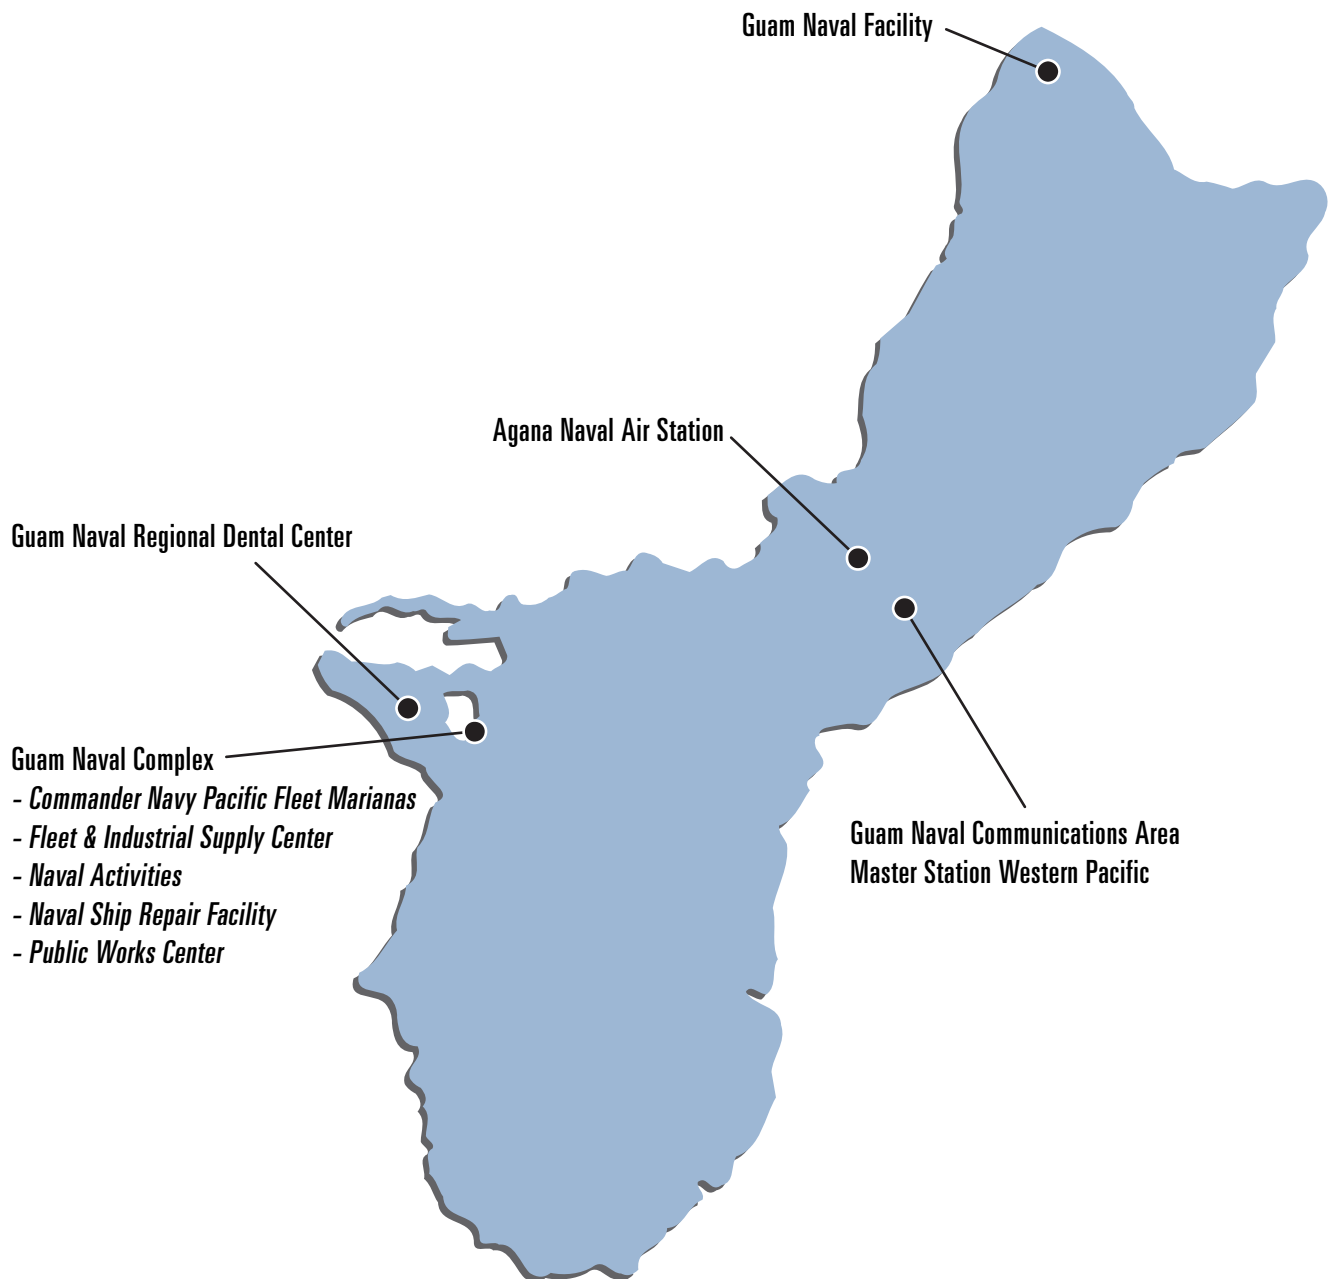 Guam Naval Facility
Agana Naval Air Station
Guam Naval Regional Dental Center
Guam Naval Complex
- Commander Navy Pacific Fleet Marianas
- Fleet & Industrial Supply Center
- Naval Activities
- Naval Ship Repair Facility
- Public Works Center
Guam Naval Communications Area
Master Station Western Pacific